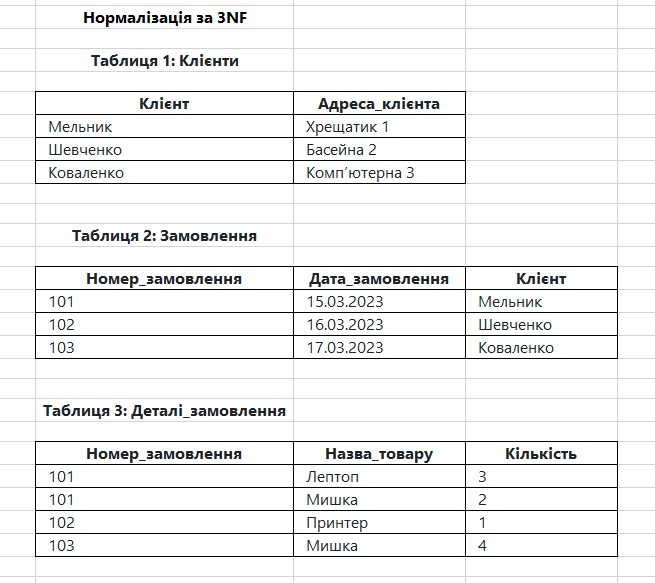 Нормалізація за 3NF
Таблиця 1: Клієнти
Клієнт Адреса_клієнта
Мельник Хрещатик 1
Шевченко Басейна 2
Коваленко Комп’ютерна 3
Таблиця 2: Замовлення
Номер_замовлення Дата_замовлення Клієнт
101 15.03.2023 Мельник
102 16.03.2023 Шевченко
103 17.03.2023 Коваленко
Таблиця 3: Деталі_замовлення
Номер_замовлення Назва_товару Кількість
101 Лептоп 3
101 Мишка 2
102 Принтер 1
103 Мишка 4